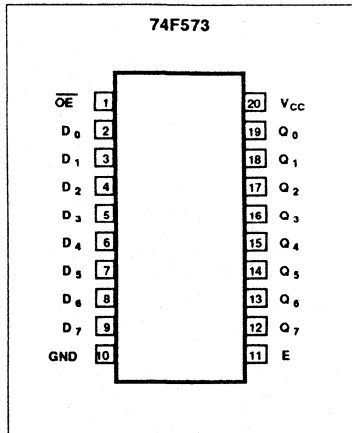 74F573
OE 1 20 VCC
D0 2 19 Q0
D1 3 18 Q1
D2 4 17 Q2
D3 5 16 Q3
D4 6 15 Q4
D5 7 14 Q5
D6 8 13 Q6
D7 9 12 Q7
GND 10 11 E